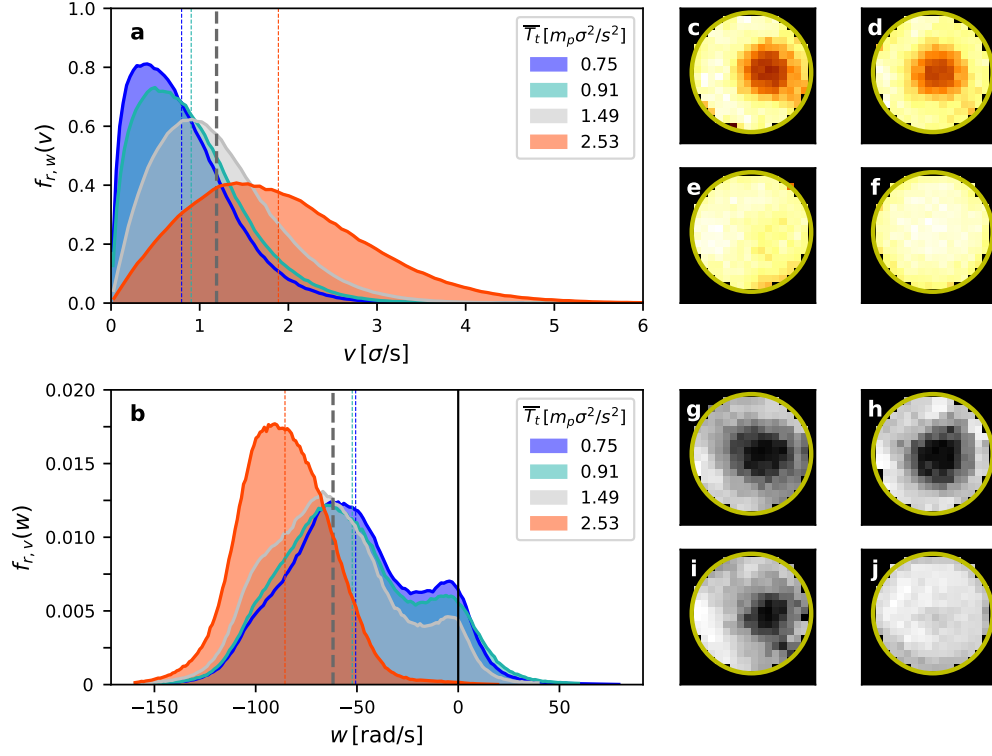 a
f_{r,w}(v)
1.0
0.8
0.6
0.4
0.2
0.0
0 1 2 3 4 5 6
v [σ/s]
T̅_t [m_pσ²/s²]
0.75
0.91
1.49
2.53
c
d
e
f
b
f_{r,v}(w)
0.020
0.015
0.010
0.005
0
−150 −100 −50 0 50
w [rad/s]
T̅_t [m_pσ²/s²]
0.75
0.91
1.49
2.53
g
h
i
j